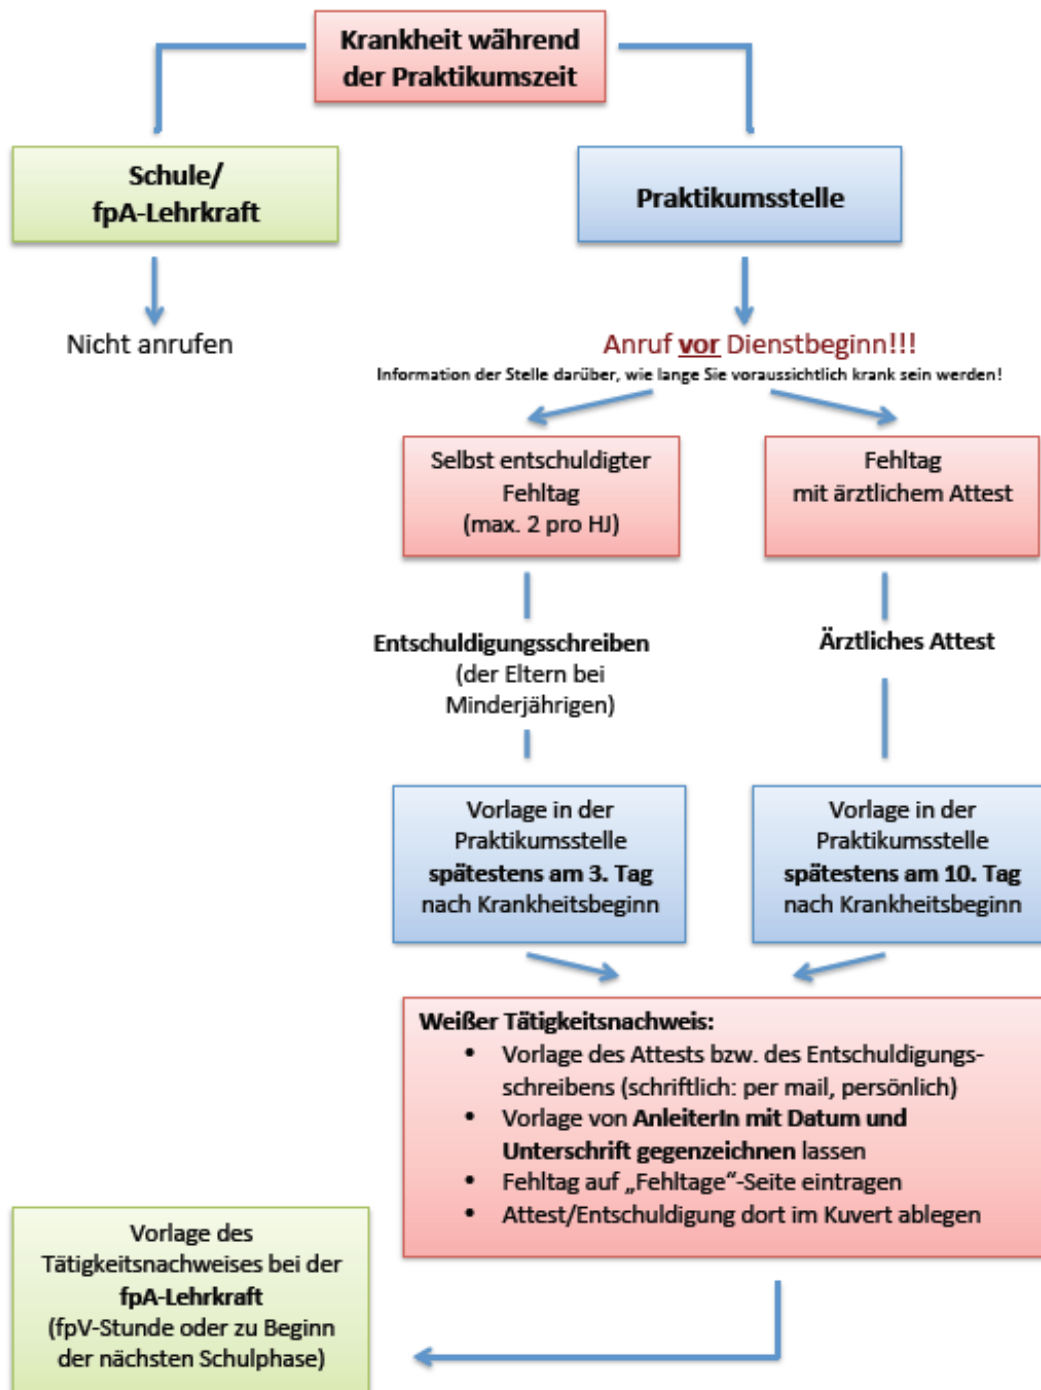 Krankheit während
der Praktikumszeit
Schule/
fpA-Lehrkraft
Praktikumsstelle
Nicht anrufen
Anruf vor Dienstbeginn!!!
Information der Stelle darüber, wie lange Sie voraussichtlich krank sein werden!
Selbst entschuldigter
Fehltag
(max. 2 pro HJ)
Fehltag
mit ärztlichem Attest
Entschuldigungsschreiben
(der Eltern bei
Minderjährigen)
Ärztliches Attest
Vorlage in der
Praktikumsstelle
spätestens am 3. Tag
nach Krankheitsbeginn
Vorlage in der
Praktikumsstelle
spätestens am 10. Tag
nach Krankheitsbeginn
Weißer Tätigkeitsnachweis:
• Vorlage des Attests bzw. des Entschuldigungs-
schreibens (schriftlich: per mail, persönlich)
• Vorlage von AnleiterIn mit Datum und
Unterschrift gegenzeichnen lassen
• Fehltag auf „Fehltage“-Seite eintragen
• Attest/Entschuldigung dort im Kuvert ablegen
Vorlage des
Tätigkeitsnachweises bei der
fpA-Lehrkraft
(fpV-Stunde oder zu Beginn
der nächsten Schulphase)